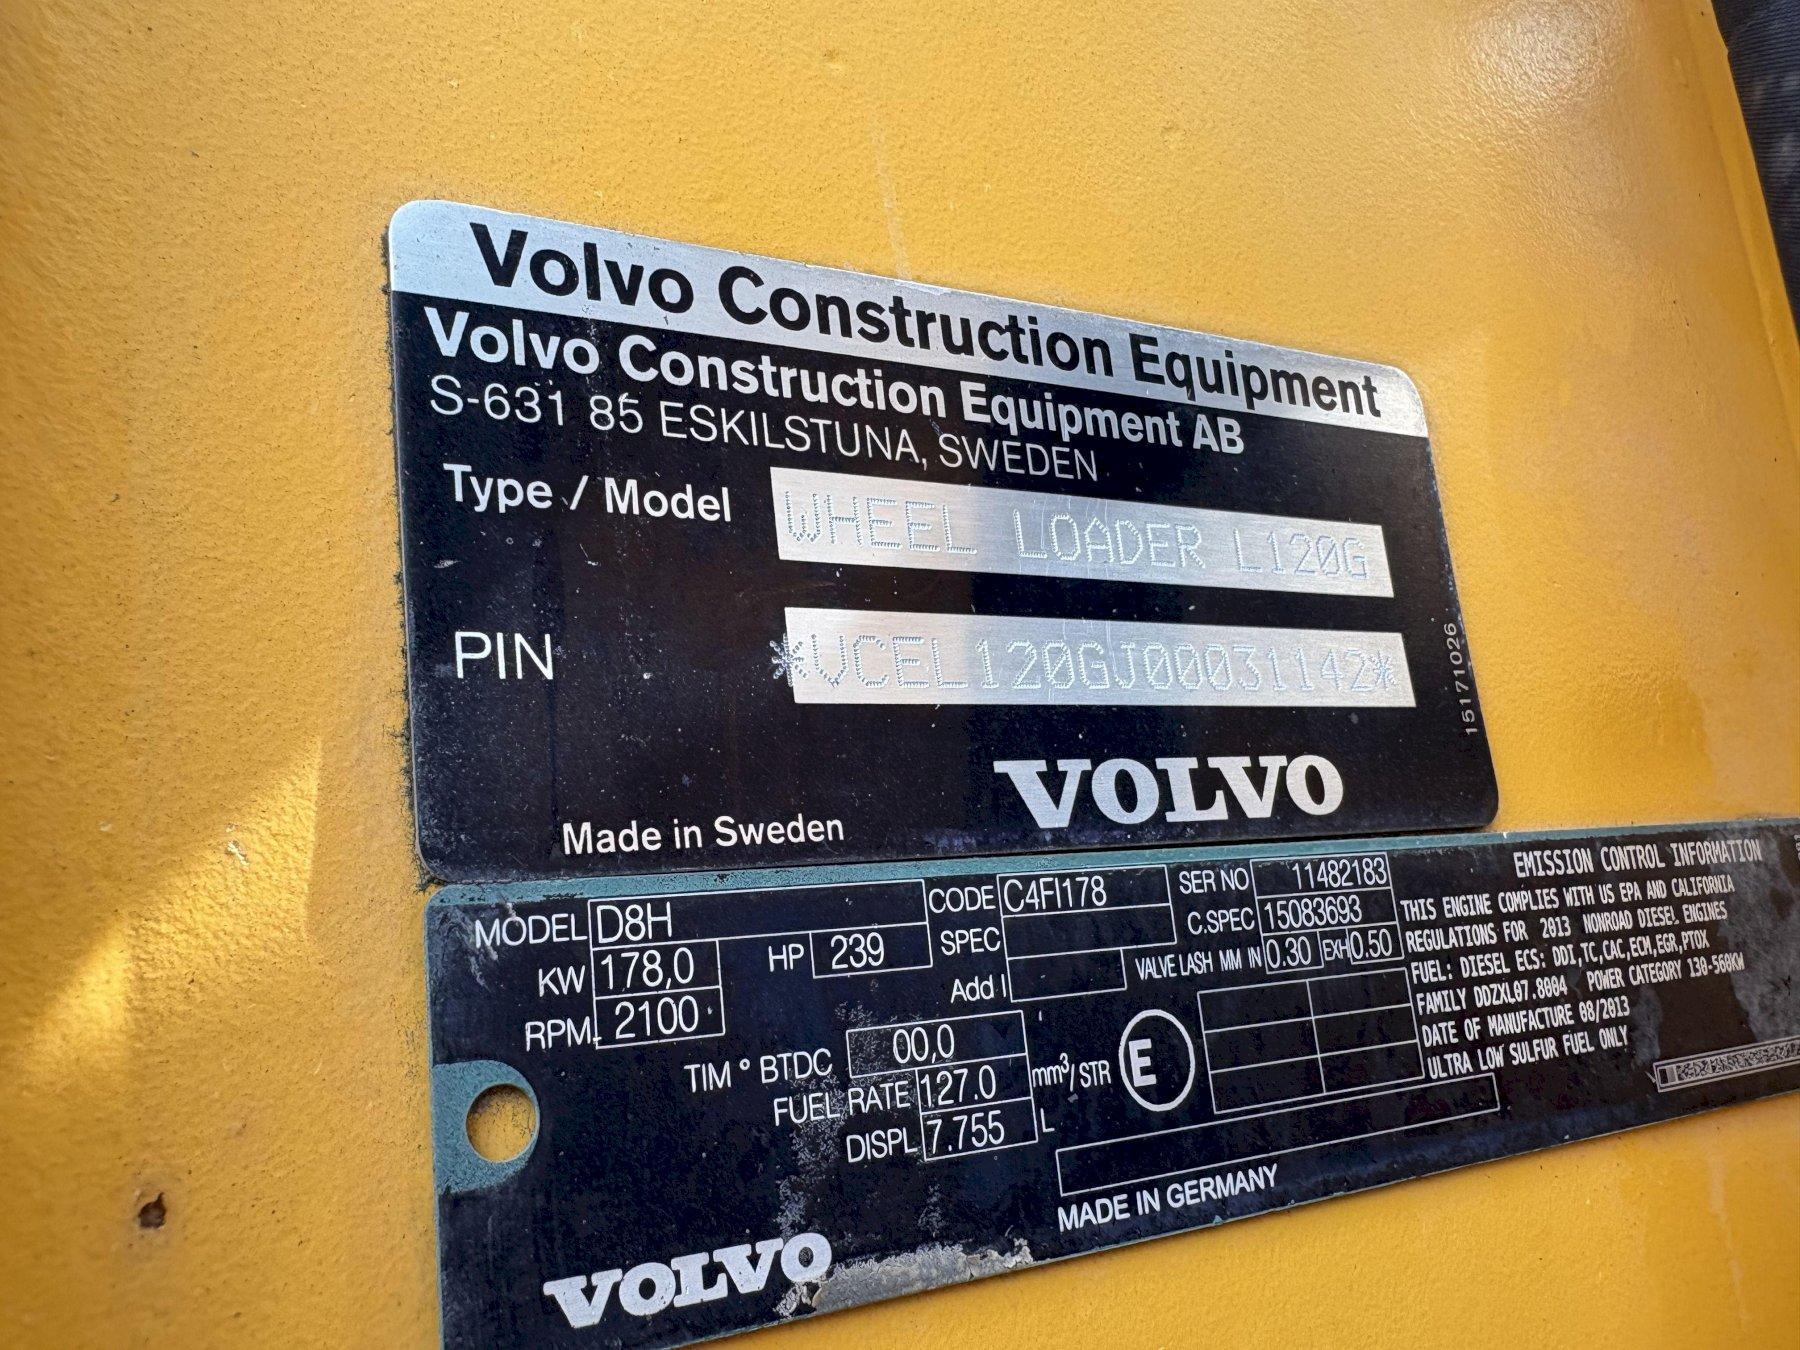 Volvo Construction Equipment
Volvo Construction Equipment AB
S-631 85 ESKILSTUNA, SWEDEN
Type / Model WHEEL LOADER L120G
PIN *VCEL120GJ00031142*
15171026
VOLVO
Made in Sweden
MODEL D8H
KW 178,0
HP 239
RPM 2100
CODE C4FI178
SPEC
Add I
SER NO 11482183
C.SPEC 15083693
VALVE LASH MM IN 0.30 EXH 0.50
TIM ° BTDC 00,0
FUEL RATE 127.0 mm³/STR
DISPL 7.755 L
E
EMISSION CONTROL INFORMATION
THIS ENGINE COMPLIES WITH US EPA AND CALIFORNIA
REGULATIONS FOR 2013 NONROAD DIESEL ENGINES
FUEL: DIESEL ECS: DDI,TC,CAC,ECM,EGR,PTOX
FAMILY DDZXL07.8004 POWER CATEGORY 130-560KW
DATE OF MANUFACTURE 08/2013
ULTRA LOW SULFUR FUEL ONLY
MADE IN GERMANY
VOLVO